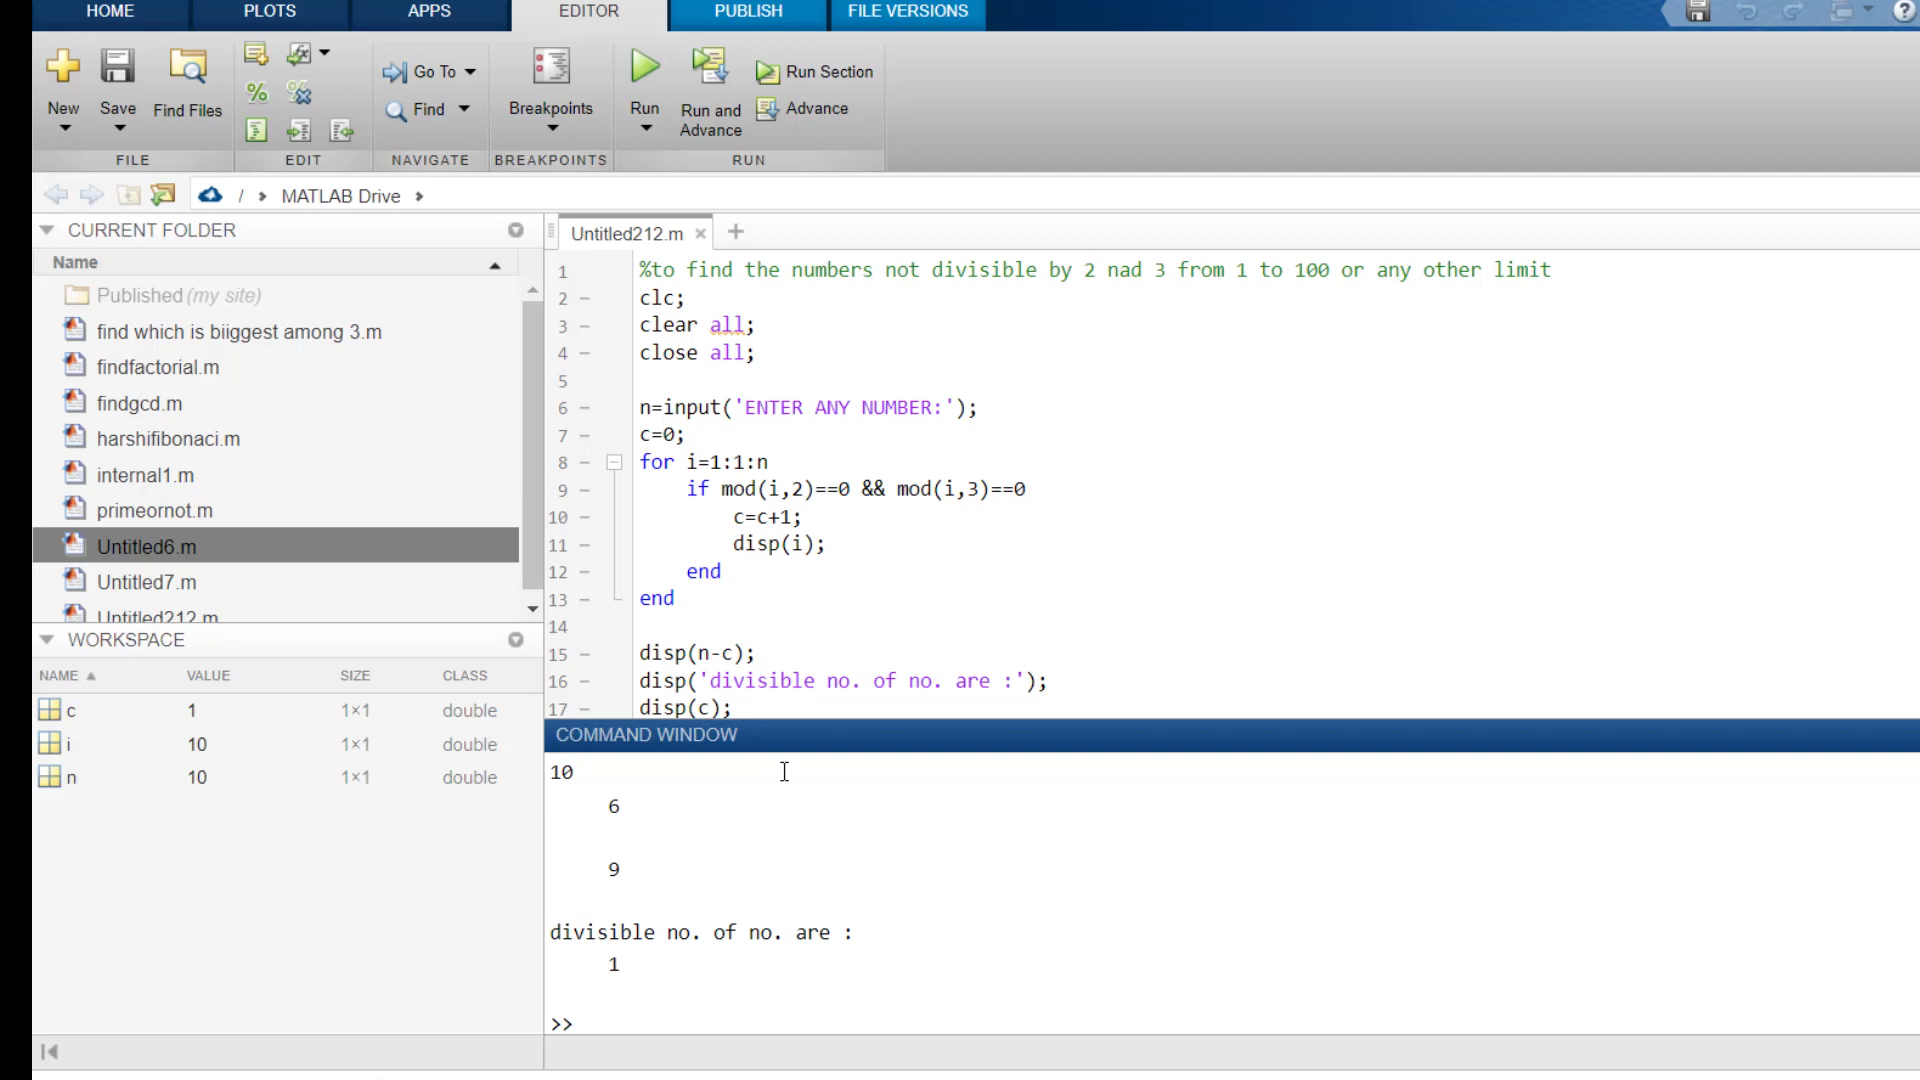 HOME PLOTS APPS EDITOR PUBLISH FILE VERSIONS
New Save Find Files Go To Find Breakpoints Run Run and Advance Run Section Advance
FILE EDIT NAVIGATE BREAKPOINTS RUN
/ MATLAB Drive
CURRENT FOLDER
Name
Published (my site)
find which is biiggest among 3.m
findfactorial.m
findgcd.m
harshifibonaci.m
internal1.m
primeornot.m
Untitled6.m
Untitled7.m
Untitled212.m
WORKSPACE
NAME VALUE SIZE CLASS
c 1 1×1 double
i 10 1×1 double
n 10 1×1 double
Untitled212.m
1 %to find the numbers not divisible by 2 nad 3 from 1 to 100 or any other limit
2 clc;
3 clear all;
4 close all;
5
6 n=input('ENTER ANY NUMBER:');
7 c=0;
8 for i=1:1:n
9 if mod(i,2)==0 && mod(i,3)==0
10 c=c+1;
11 disp(i);
12 end
13 end
14
15 disp(n-c);
16 disp('divisible no. of no. are :');
17 disp(c);
COMMAND WINDOW
10
6
9
divisible no. of no. are :
1
>>